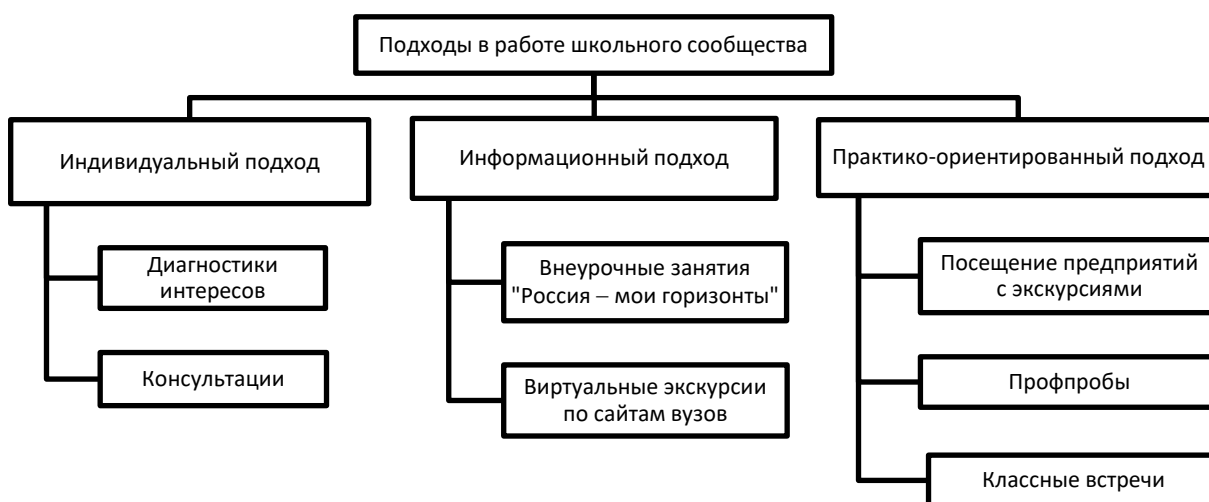 Подходы в работе школьного сообщества
Индивидуальный подход
Диагностики
интересов
Консультации
Информационный подход
Внеурочные занятия
"Россия – мои горизонты"
Виртуальные экскурсии
по сайтам вузов
Практико-ориентированный подход
Посещение предприятий
с экскурсиями
Профпробы
Классные встречи